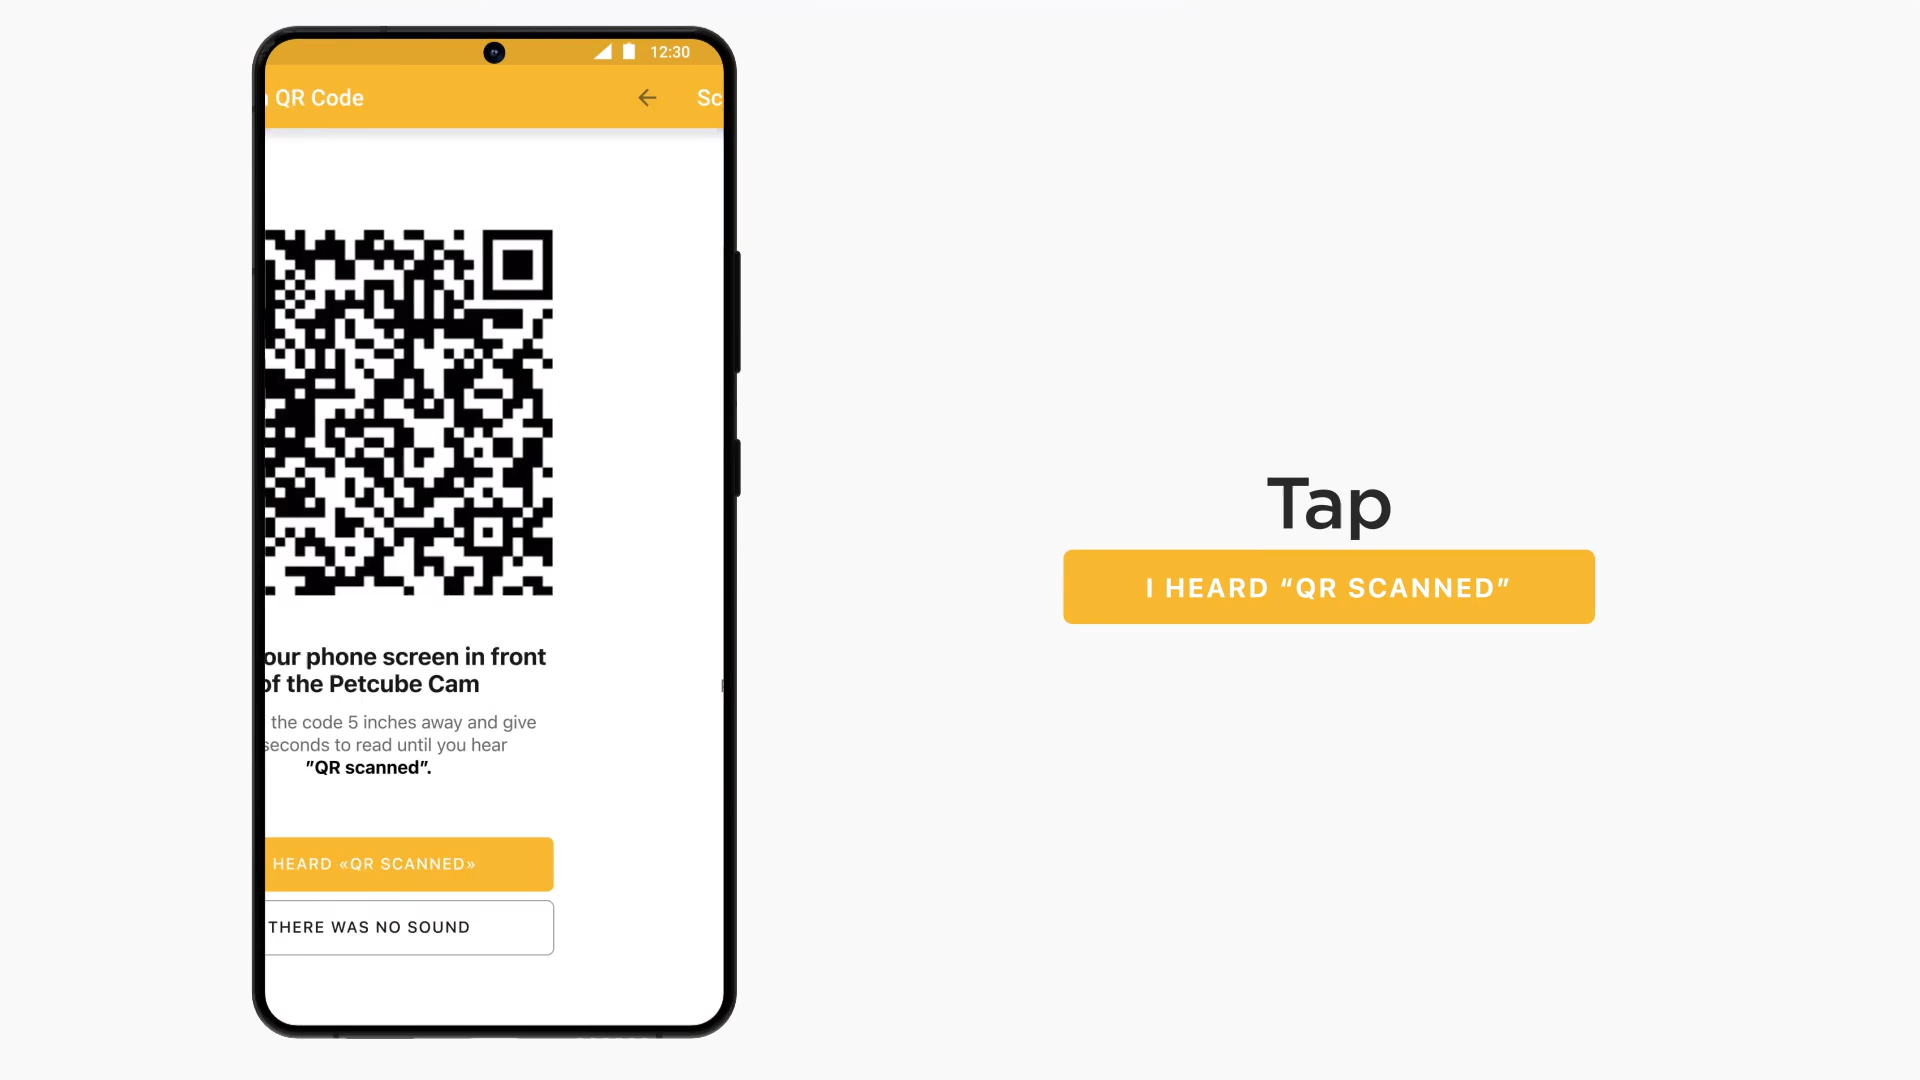 12:30
QR Code
Sc
our phone screen in front
of the Petcube Cam
the code 5 inches away and give
seconds to read until you hear
”QR scanned”.
HEARD «QR SCANNED»
THERE WAS NO SOUND
Tap
I HEARD “QR SCANNED”